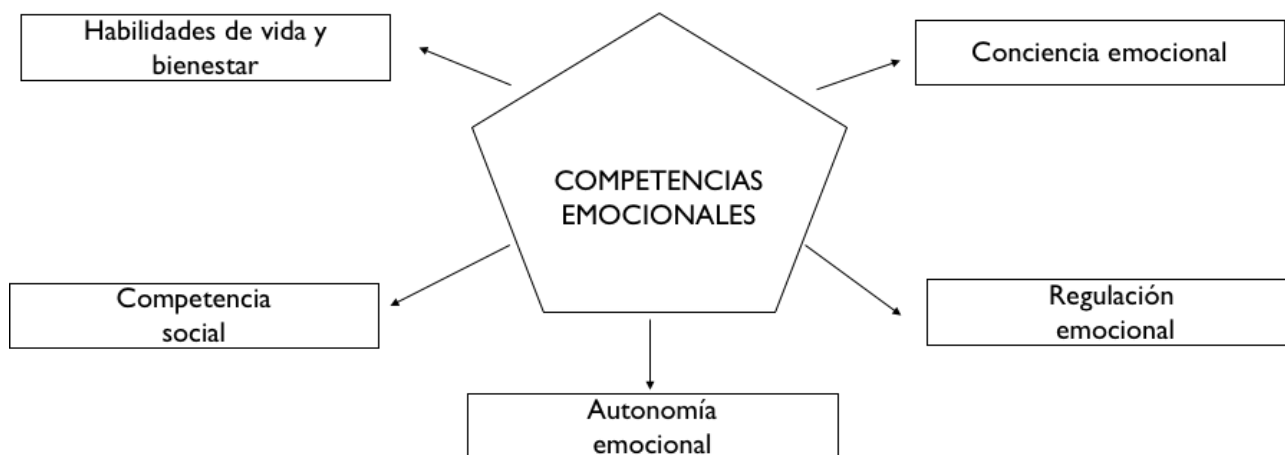 Habilidades de vida y
bienestar
Conciencia emocional
COMPETENCIAS
EMOCIONALES
Competencia
social
Regulación
emocional
Autonomía
emocional